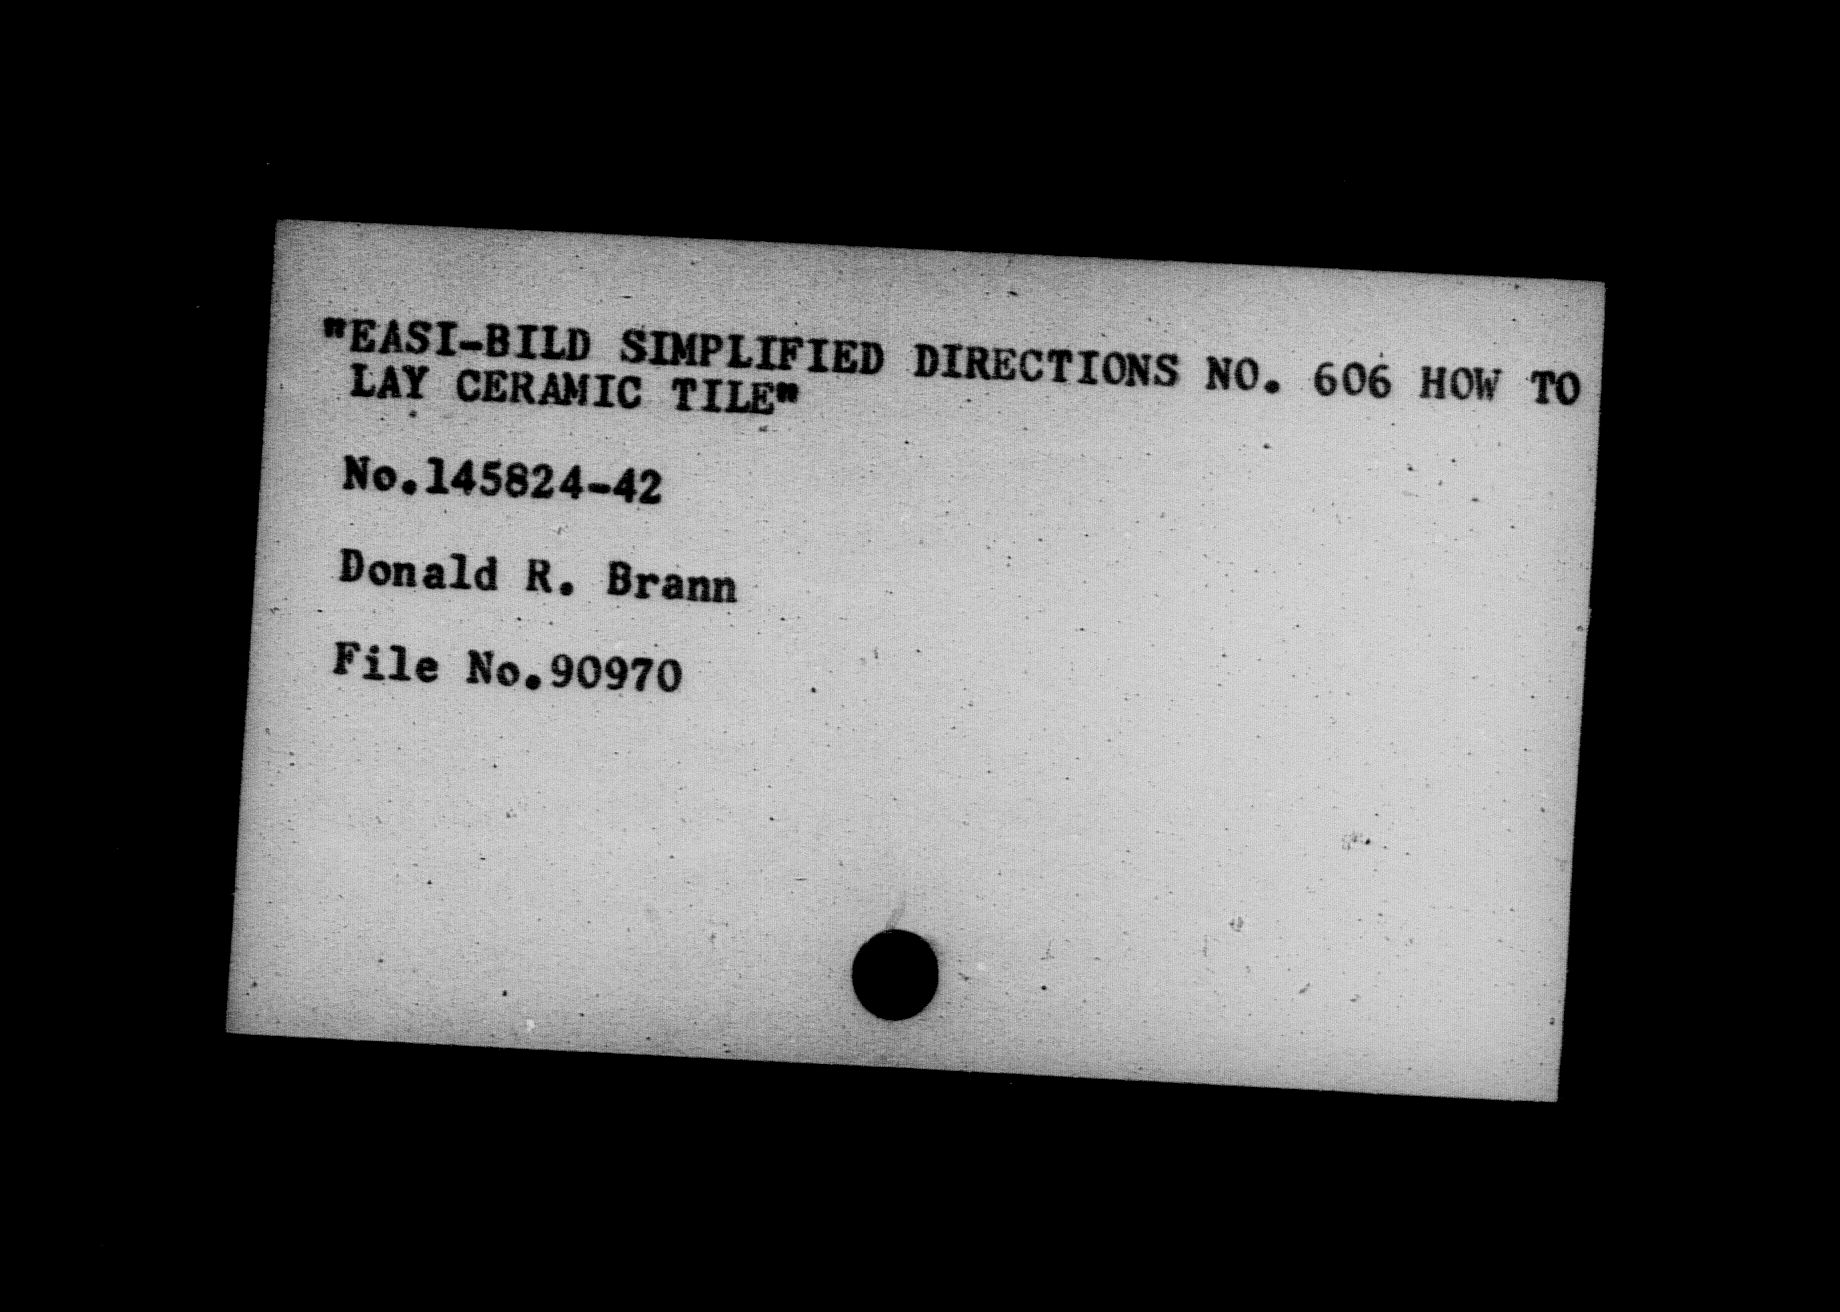 "EASI-BILD SIMPLIFIED DIRECTIONS NO. 606 HOW TO
LAY CERAMIC TILE"
No.145824-42
Donald R. Brann
File No.90970